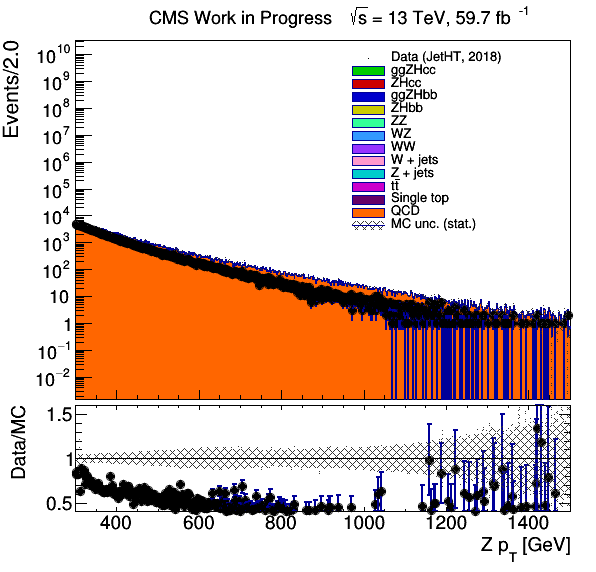 CMS Work in Progress √s = 13 TeV, 59.7 fb⁻¹
Events/2.0
10¹⁰
10⁹
10⁸
10⁷
10⁶
10⁵
10⁴
10³
10²
10
1
10⁻¹
10⁻²
Data (JetHT, 2018)
ggZHcc
ZHcc
ggZHbb
ZHbb
ZZ
WZ
WW
W + jets
Z + jets
tt̄
Single top
QCD
MC unc. (stat.)
Data/MC
1.5
1
0.5
400 600 800 1000 1200 1400
Z p_T [GeV]